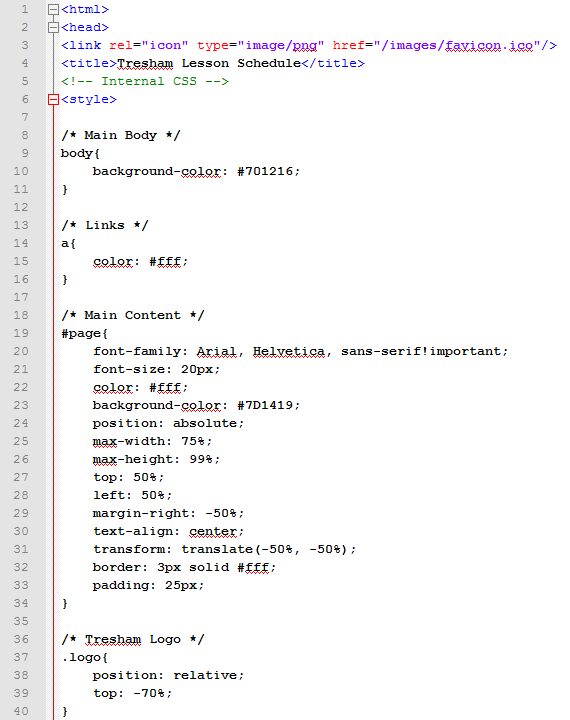 1 <html>
2 <head>
3 <link rel="icon" type="image/png" href="/images/favicon.ico"/>
4 <title>Tresham Lesson Schedule</title>
5 <!-- Internal CSS -->
6 <style>
7
8 /* Main Body */
9 body{
10     background-color: #701216;
11 }
12
13 /* Links */
14 a{
15     color: #fff;
16 }
17
18 /* Main Content */
19 #page{
20     font-family: Arial, Helvetica, sans-serif!important;
21     font-size: 20px;
22     color: #fff;
23     background-color: #7D1419;
24     position: absolute;
25     max-width: 75%;
26     max-height: 99%;
27     top: 50%;
28     left: 50%;
29     margin-right: -50%;
30     text-align: center;
31     transform: translate(-50%, -50%);
32     border: 3px solid #fff;
33     padding: 25px;
34 }
35
36 /* Tresham Logo */
37 .logo{
38     position: relative;
39     top: -70%;
40 }